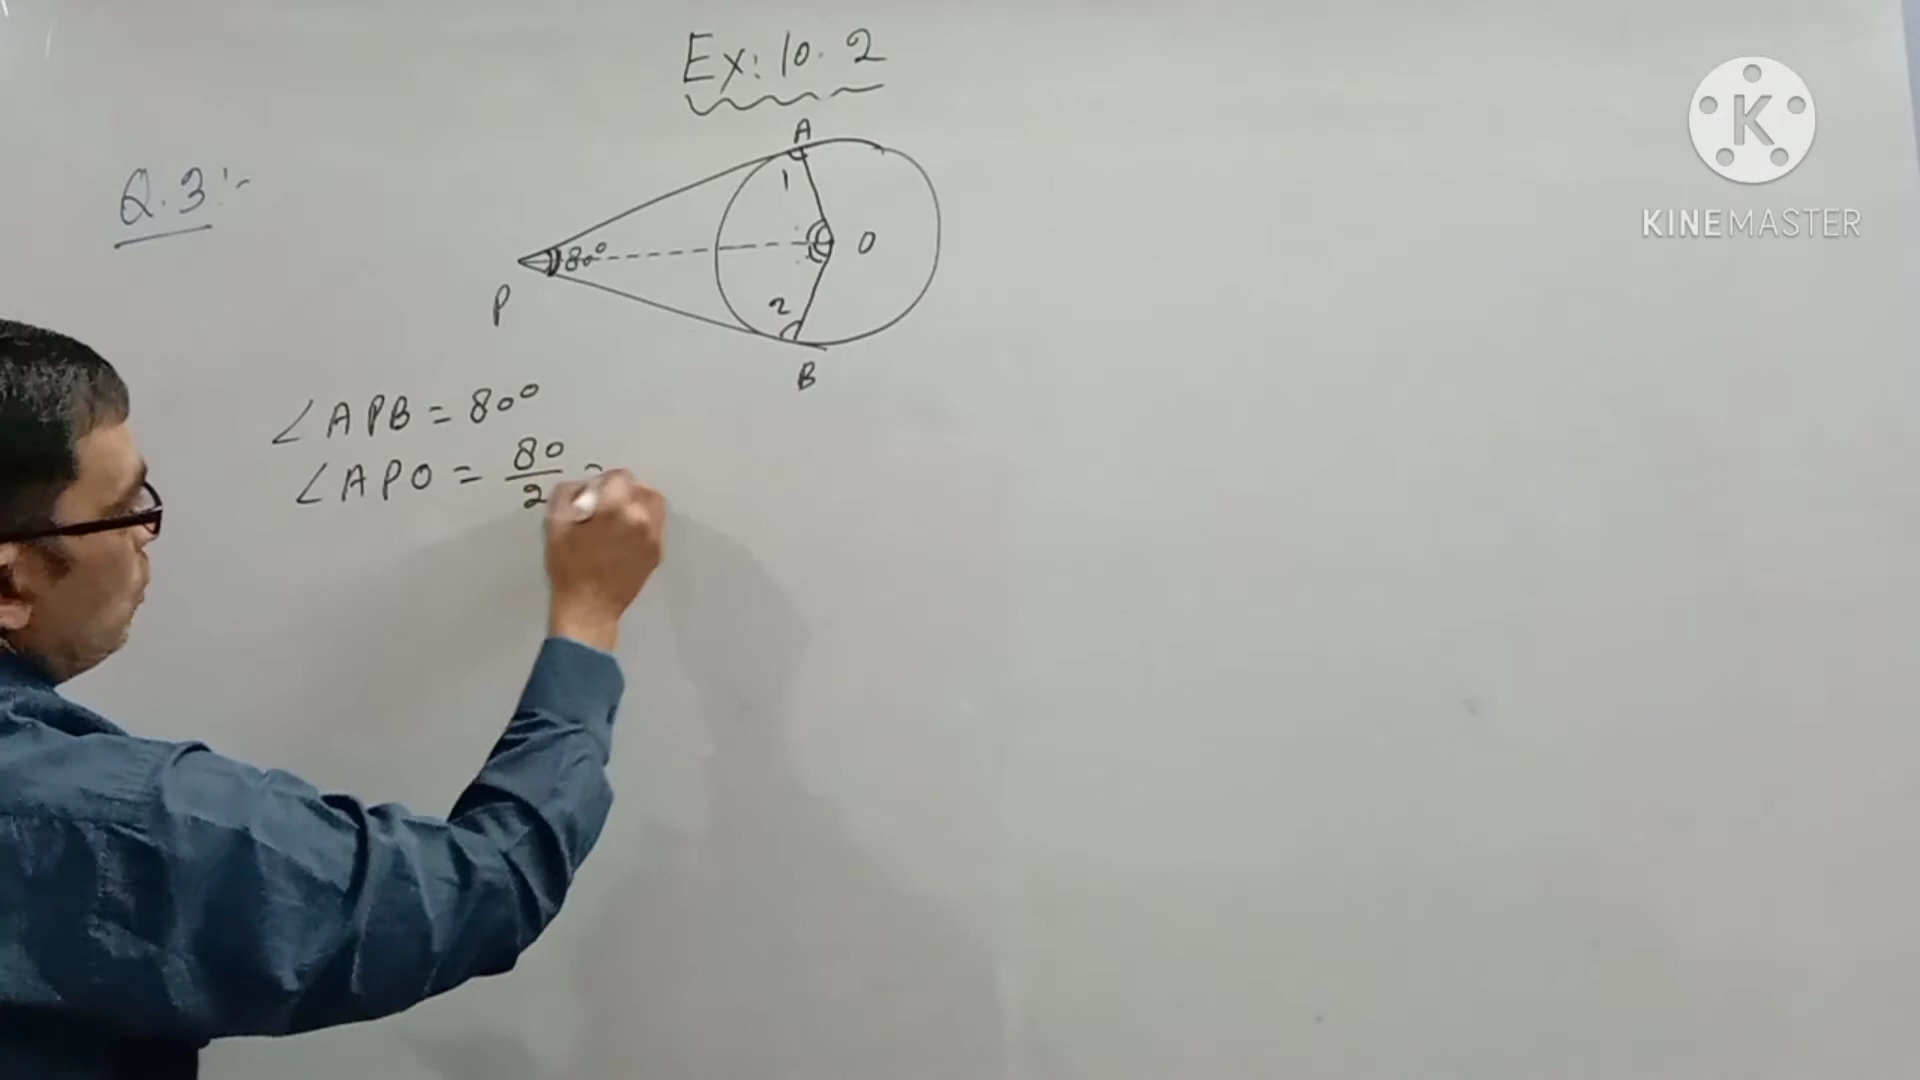 Ex: 10.2
Q.3:-
A
1
80°
O
P
2
B
∠APB = 80°
∠APO = 80/2 =
K
KINEMASTER